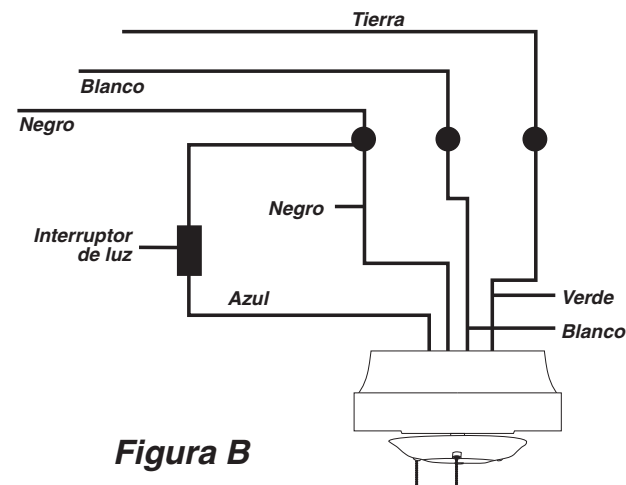 Tierra
Blanco
Negro
Negro
Interruptor
de luz
Azul
Verde
Blanco
Figura B